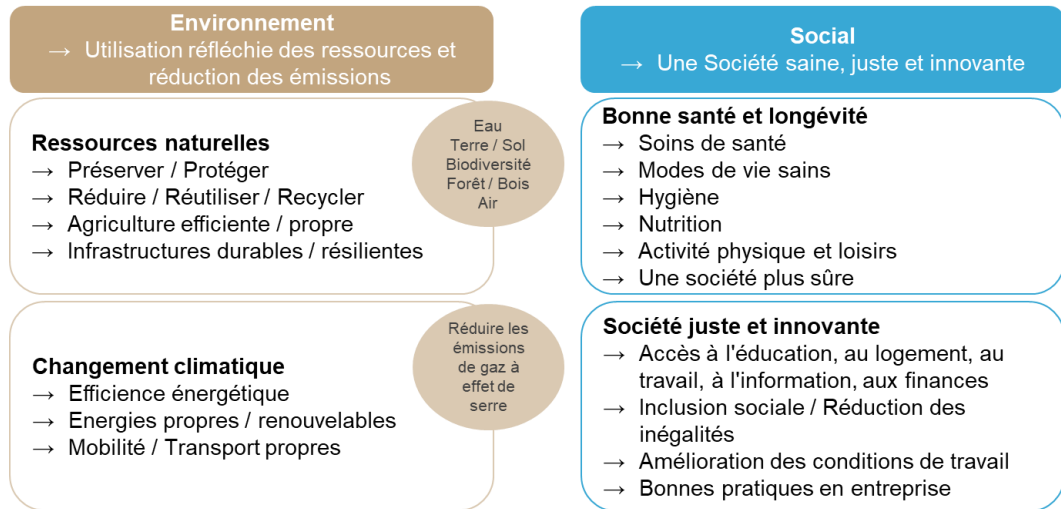 Environnement
→ Utilisation réfléchie des ressources et
réduction des émissions
Ressources naturelles
→ Préserver / Protéger
→ Réduire / Réutiliser / Recycler
→ Agriculture efficiente / propre
→ Infrastructures durables / résilientes
Eau
Terre / Sol
Biodiversité
Forêt / Bois
Air
Changement climatique
→ Efficience énergétique
→ Energies propres / renouvelables
→ Mobilité / Transport propres
Réduire les
émissions
de gaz à
effet de
serre
Social
→ Une Société saine, juste et innovante
Bonne santé et longévité
→ Soins de santé
→ Modes de vie sains
→ Hygiène
→ Nutrition
→ Activité physique et loisirs
→ Une société plus sûre
Société juste et innovante
→ Accès à l'éducation, au logement, au
travail, à l'information, aux finances
→ Inclusion sociale / Réduction des
inégalités
→ Amélioration des conditions de travail
→ Bonnes pratiques en entreprise